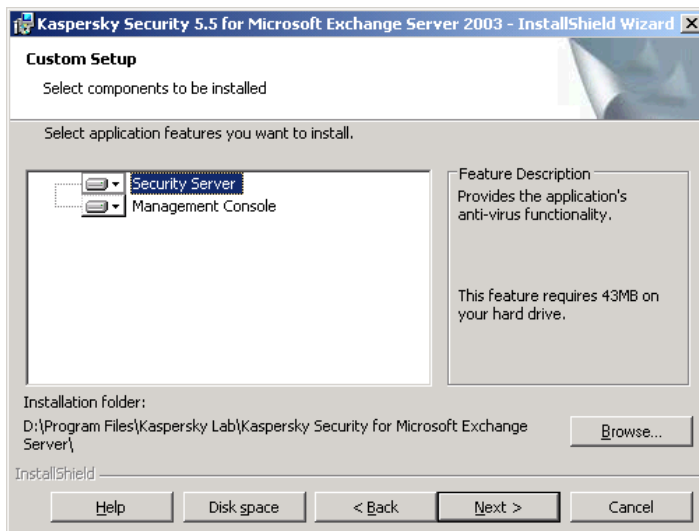 Kaspersky Security 5.5 for Microsoft Exchange Server 2003 - InstallShield Wizard
Custom Setup
Select components to be installed
Select application features you want to install.
Security Server
Management Console
Feature Description
Provides the application's
anti-virus functionality.
This feature requires 43MB on
your hard drive.
Installation folder:
D:\Program Files\Kaspersky Lab\Kaspersky Security for Microsoft Exchange
Server\
Browse...
InstallShield
Help
Disk space
< Back
Next >
Cancel